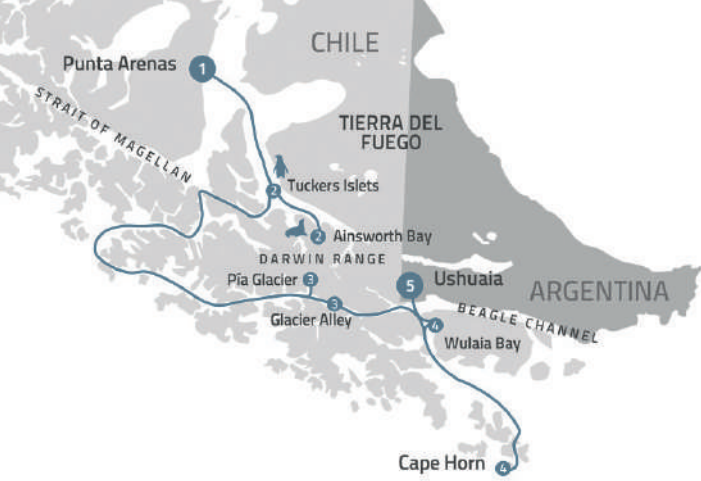 CHILE
Punta Arenas
1
STRAIT OF MAGELLAN
TIERRA DEL
FUEGO
2
Tuckers Islets
2
Ainsworth Bay
DARWIN RANGE
Pía Glacier
3
5
Ushuaia
ARGENTINA
3
Glacier Alley
BEAGLE CHANNEL
4
Wulaia Bay
Cape Horn
4